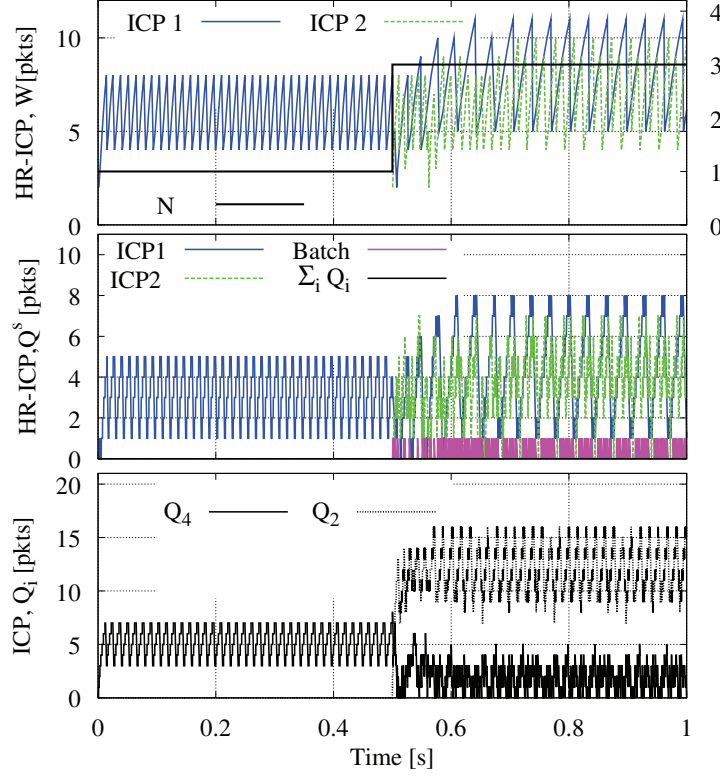 ICP 1 ICP 2
HR-ICP, W[pkts]
10
5
0
4
3
2
1
0
N
ICP1 Batch
ICP2 Σi Qi
HR-ICP,Q^s [pkts]
10
8
6
4
2
0
Q4 Q2
ICP, Qi [pkts]
20
15
10
5
0
0 0.2 0.4 0.6 0.8 1
Time [s]